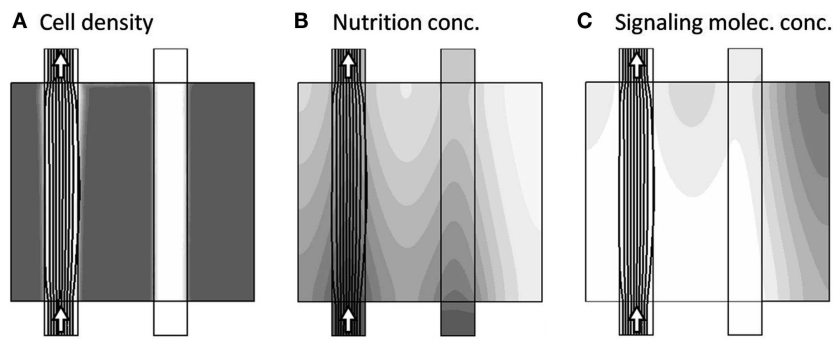 A Cell density
B Nutrition conc.
C Signaling molec. conc.